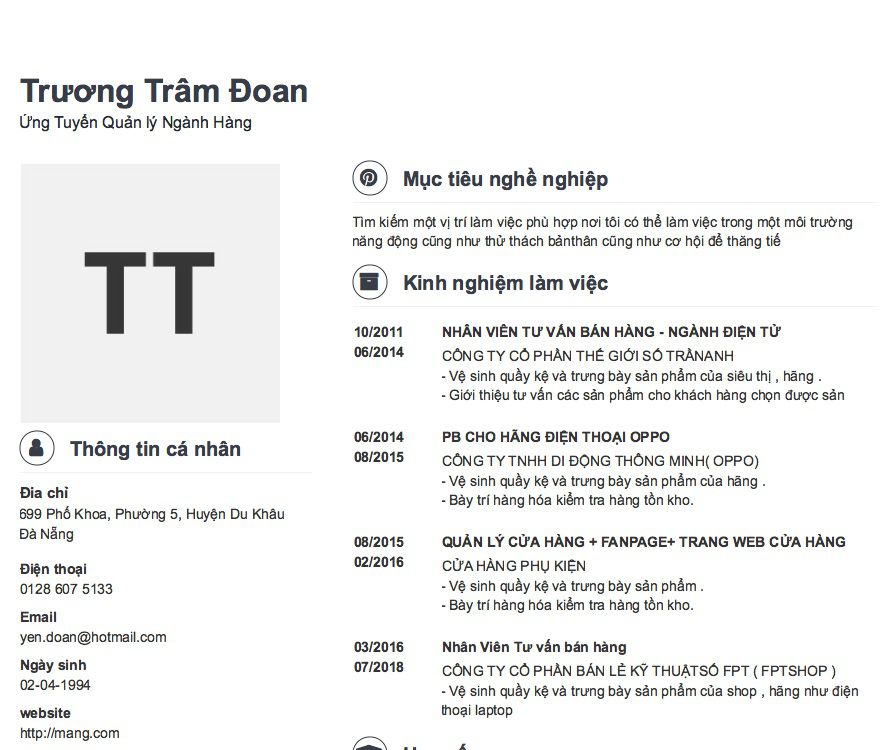 Trương Trâm Đoan
Ứng Tuyển Quản lý Ngành Hàng
TT
Thông tin cá nhân
Đia chỉ
699 Phố Khoa, Phường 5, Huyện Du Khâu
Đà Nẵng
Điện thoại
0128 607 5133
Email
yen.doan@hotmail.com
Ngày sinh
02-04-1994
website
http://mang.com
Mục tiêu nghề nghiệp
Tìm kiếm một vị trí làm việc phù hợp nơi tôi có thể làm việc trong một môi trường
năng động cũng như thử thách bảnthân cũng như cơ hội để thăng tiế
Kinh nghiệm làm việc
10/2011
06/2014
NHÂN VIÊN TƯ VẤN BÁN HÀNG - NGÀNH ĐIỆN TỬ
CÔNG TY CỔ PHẦN THẾ GIỚI SỐ TRẦNANH
- Vệ sinh quầy kệ và trưng bày sản phẩm của siêu thị , hãng .
- Giới thiệu tư vấn các sản phẩm cho khách hàng chọn được sản
06/2014
08/2015
PB CHO HÃNG ĐIỆN THOẠI OPPO
CÔNG TY TNHH DI ĐỘNG THÔNG MINH( OPPO)
- Vệ sinh quầy kệ và trưng bày sản phẩm của hãng .
- Bày trí hàng hóa kiểm tra hàng tồn kho.
08/2015
02/2016
QUẢN LÝ CỬA HÀNG + FANPAGE+ TRANG WEB CỬA HÀNG
CỬA HÀNG PHỤ KIỆN
- Vệ sinh quầy kệ và trưng bày sản phẩm .
- Bày trí hàng hóa kiểm tra hàng tồn kho.
03/2016
07/2018
Nhân Viên Tư vấn bán hàng
CÔNG TY CỔ PHẦN BÁN LẺ KỸ THUẬTSỐ FPT ( FPTSHOP )
- Vệ sinh quầy kệ và trưng bày sản phẩm của shop , hãng như điện
thoại laptop